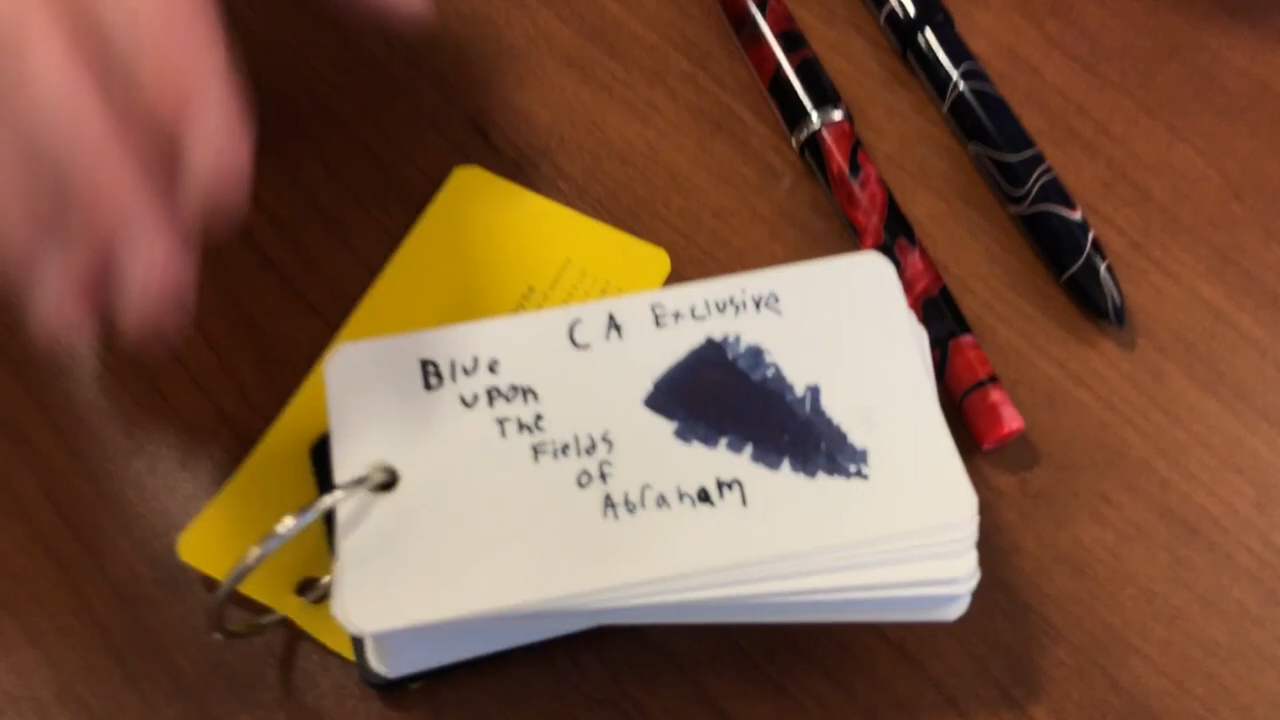 CA Exclusive
Blue
upon
The
Fields
of
Abraham